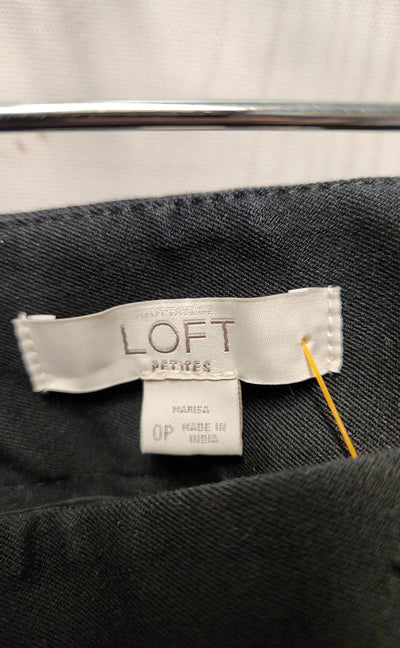 LOFT
PETITES
MARISA
0P MADE IN
INDIA